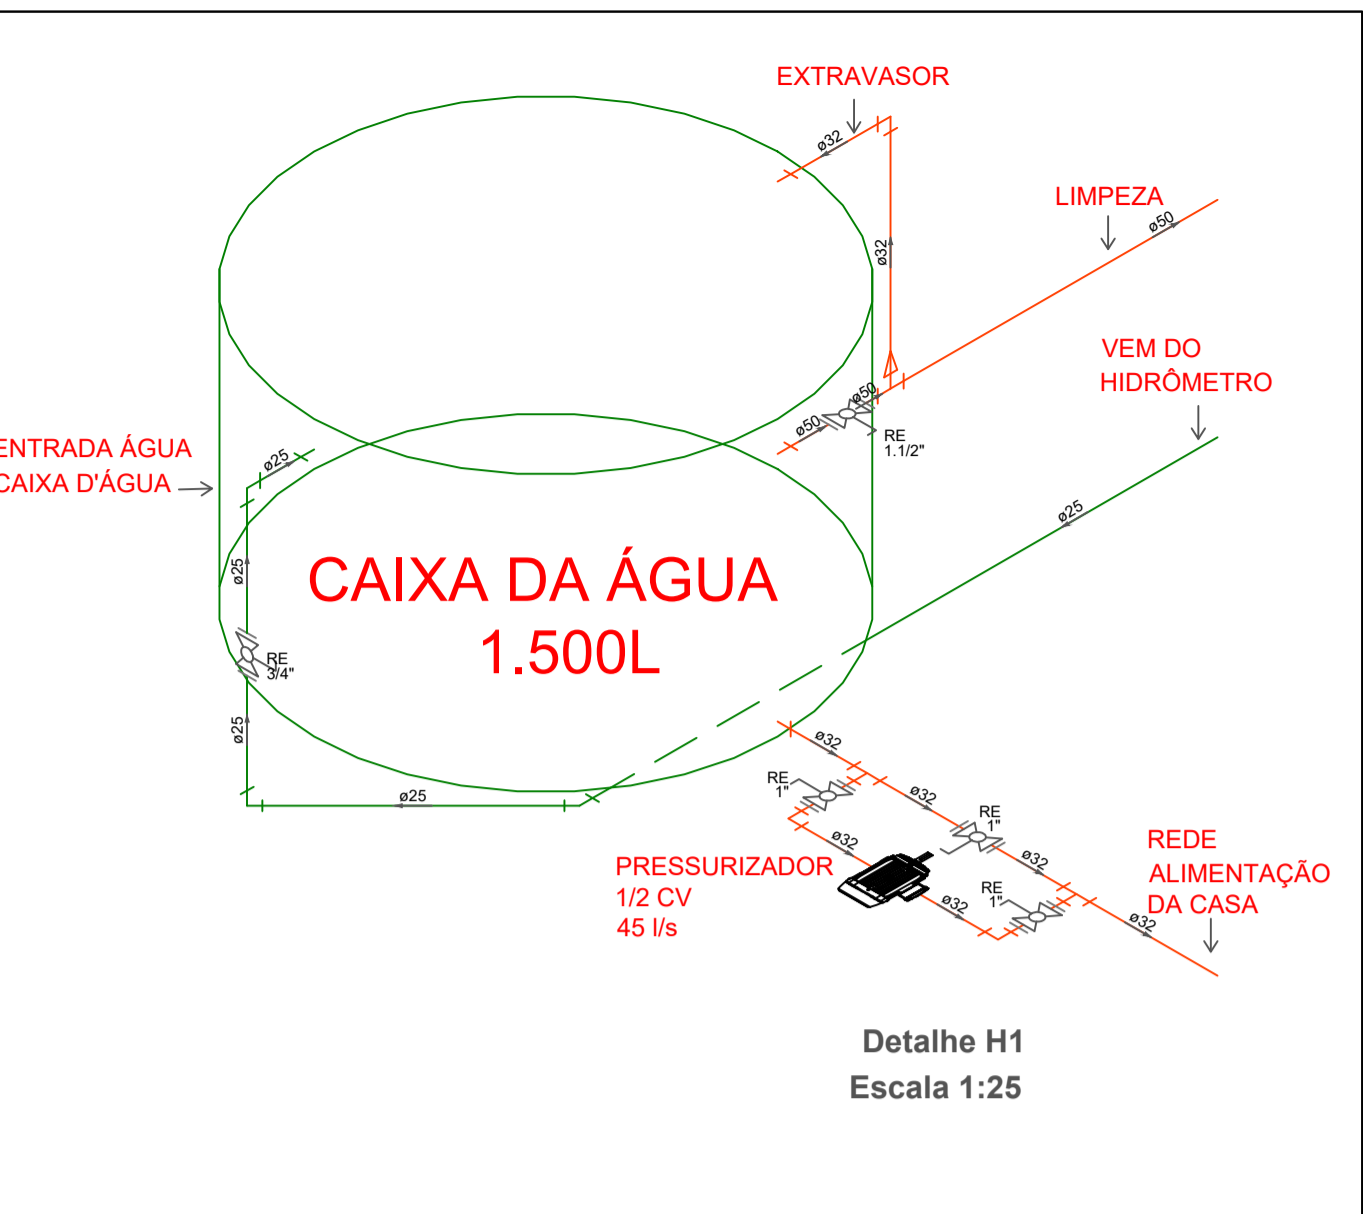 EXTRAVASOR
ø32
LIMPEZA
ø50
ø32
VEM DO
HIDRÔMETRO
ø50
ø50
RE
1.1/2"
ENTRADA ÁGUA
CAIXA D'ÁGUA
ø25
ø25
ø25
CAIXA DA ÁGUA
1.500L
RE
3/4"
ø25
ø25
ø32
RE
1"
ø32
RE
1"
ø32
ø32
REDE
ALIMENTAÇÃO
DA CASA
PRESSURIZADOR
1/2 CV
45 l/s
RE
1"
ø32
ø32
Detalhe H1
Escala 1:25